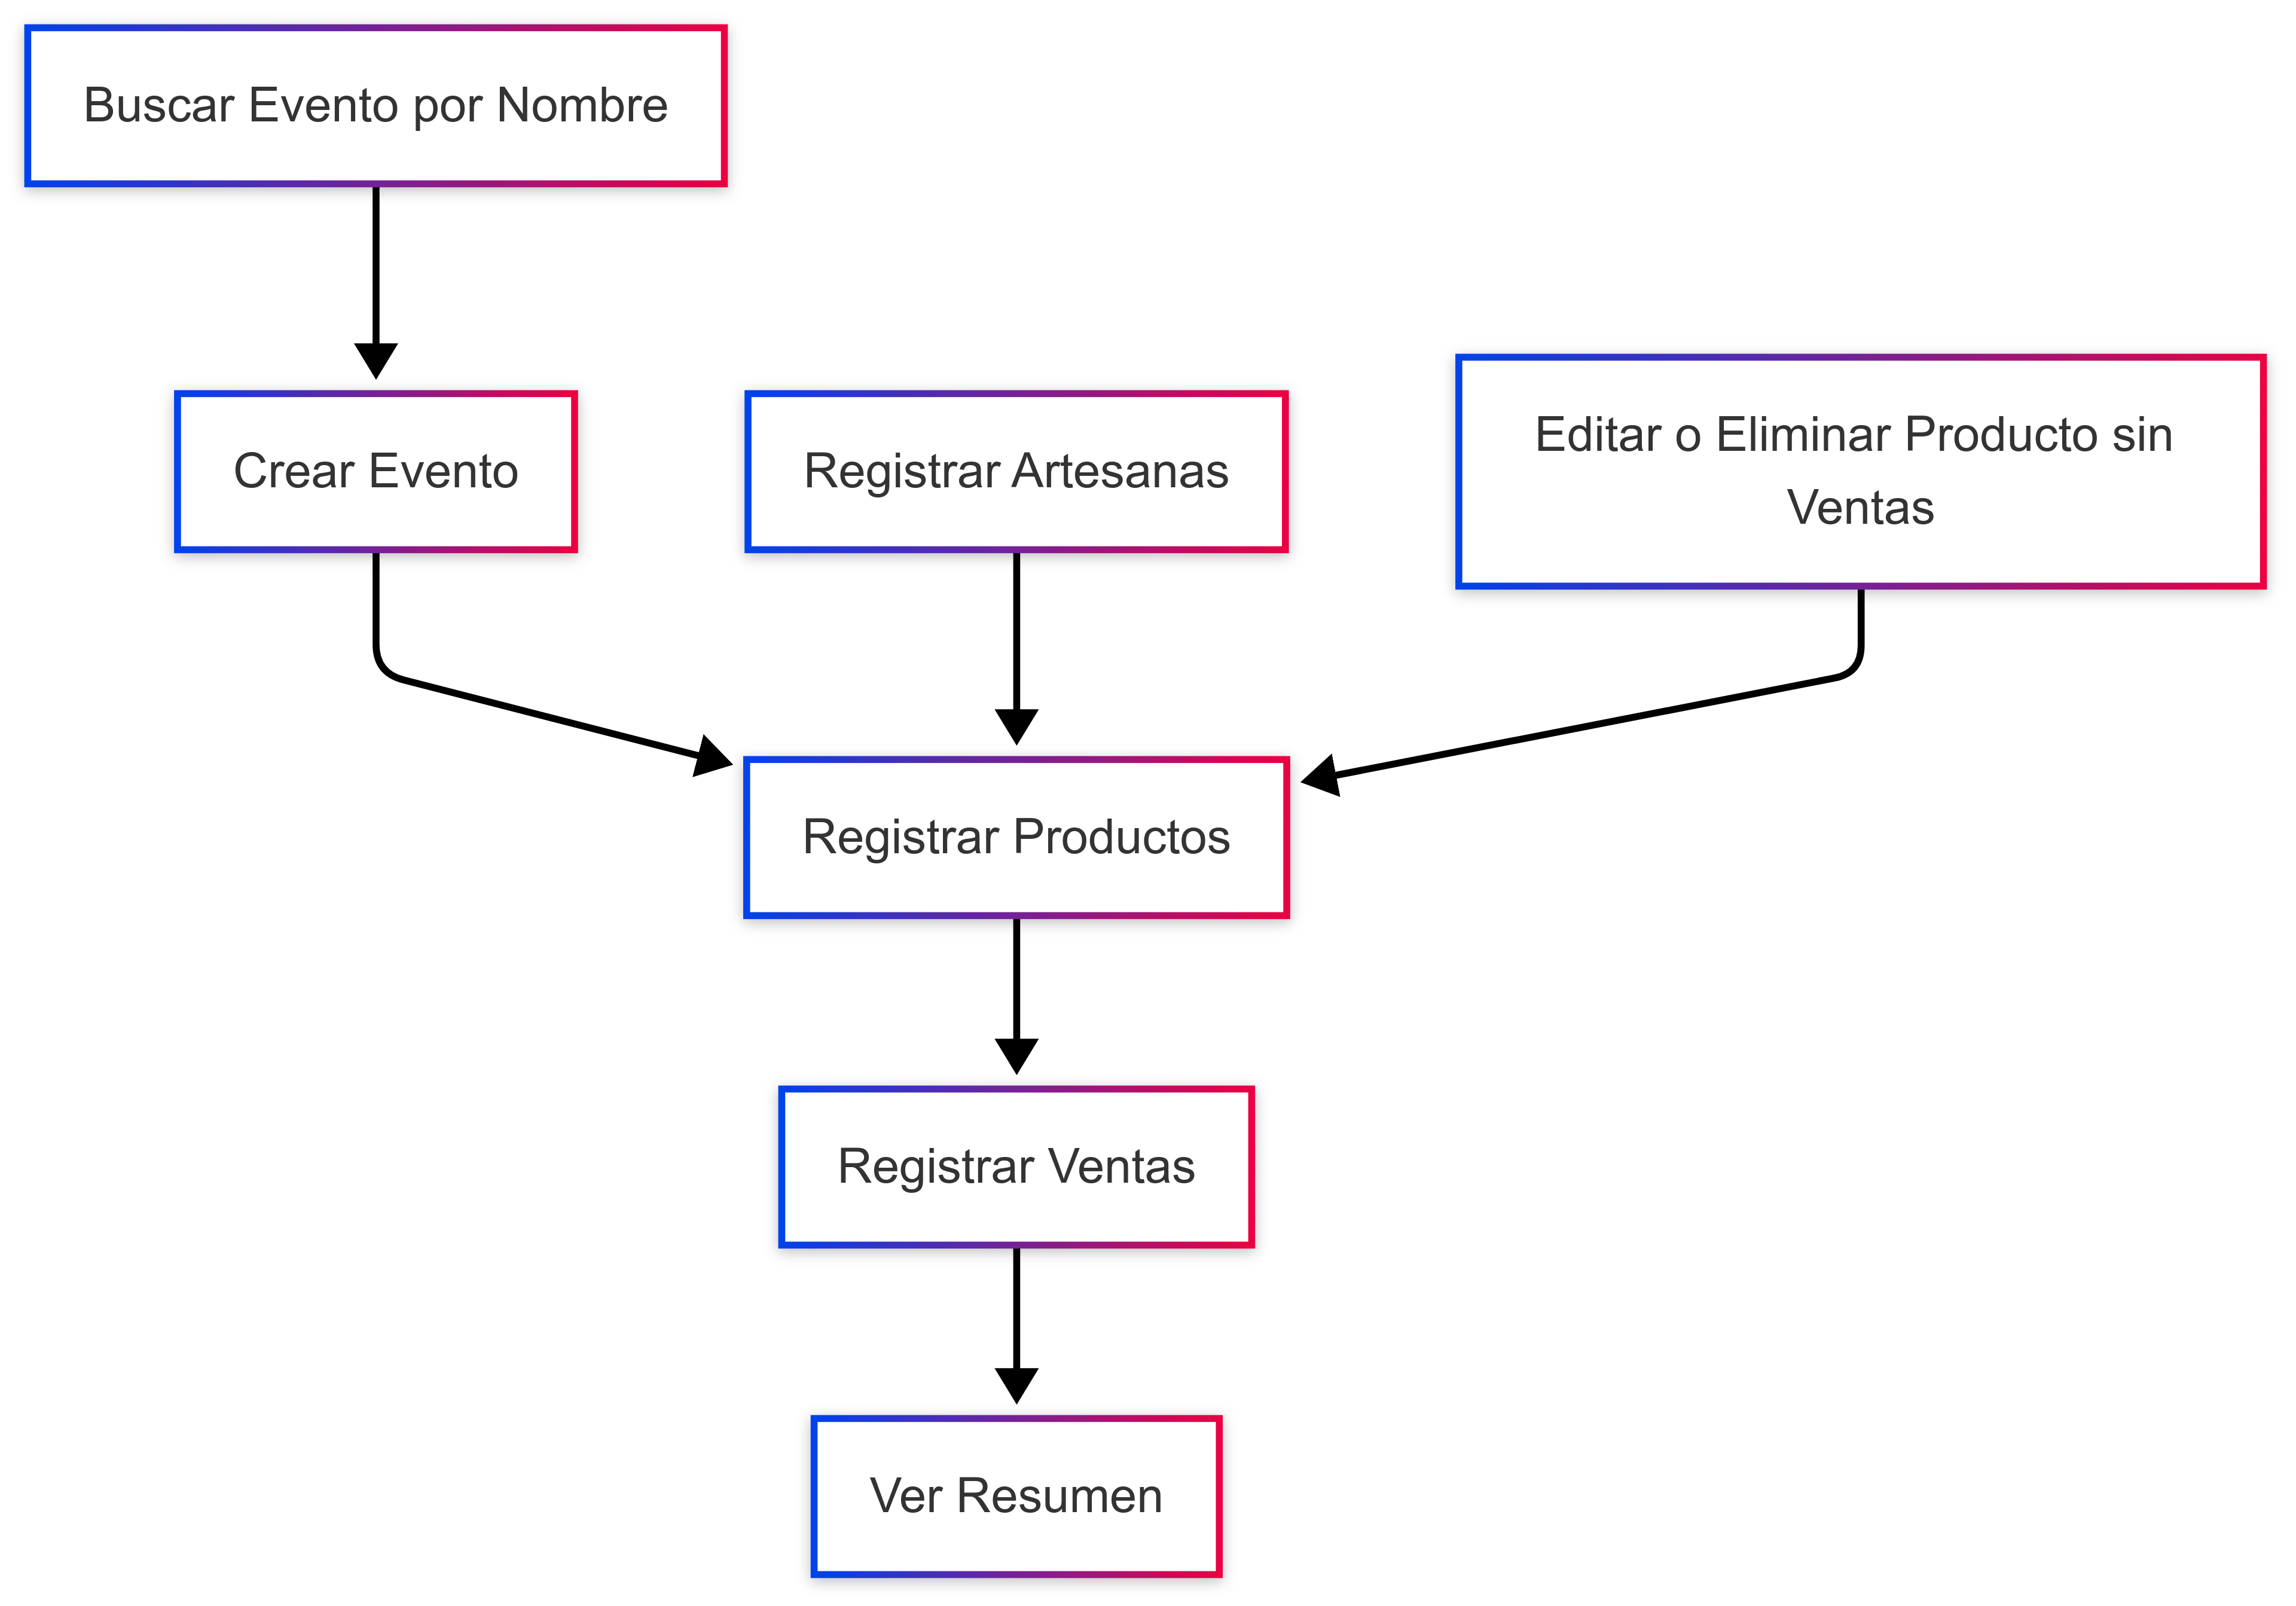 Buscar Evento por Nombre
Crear Evento
Registrar Artesanas
Editar o Eliminar Producto sin
Ventas
Registrar Productos
Registrar Ventas
Ver Resumen